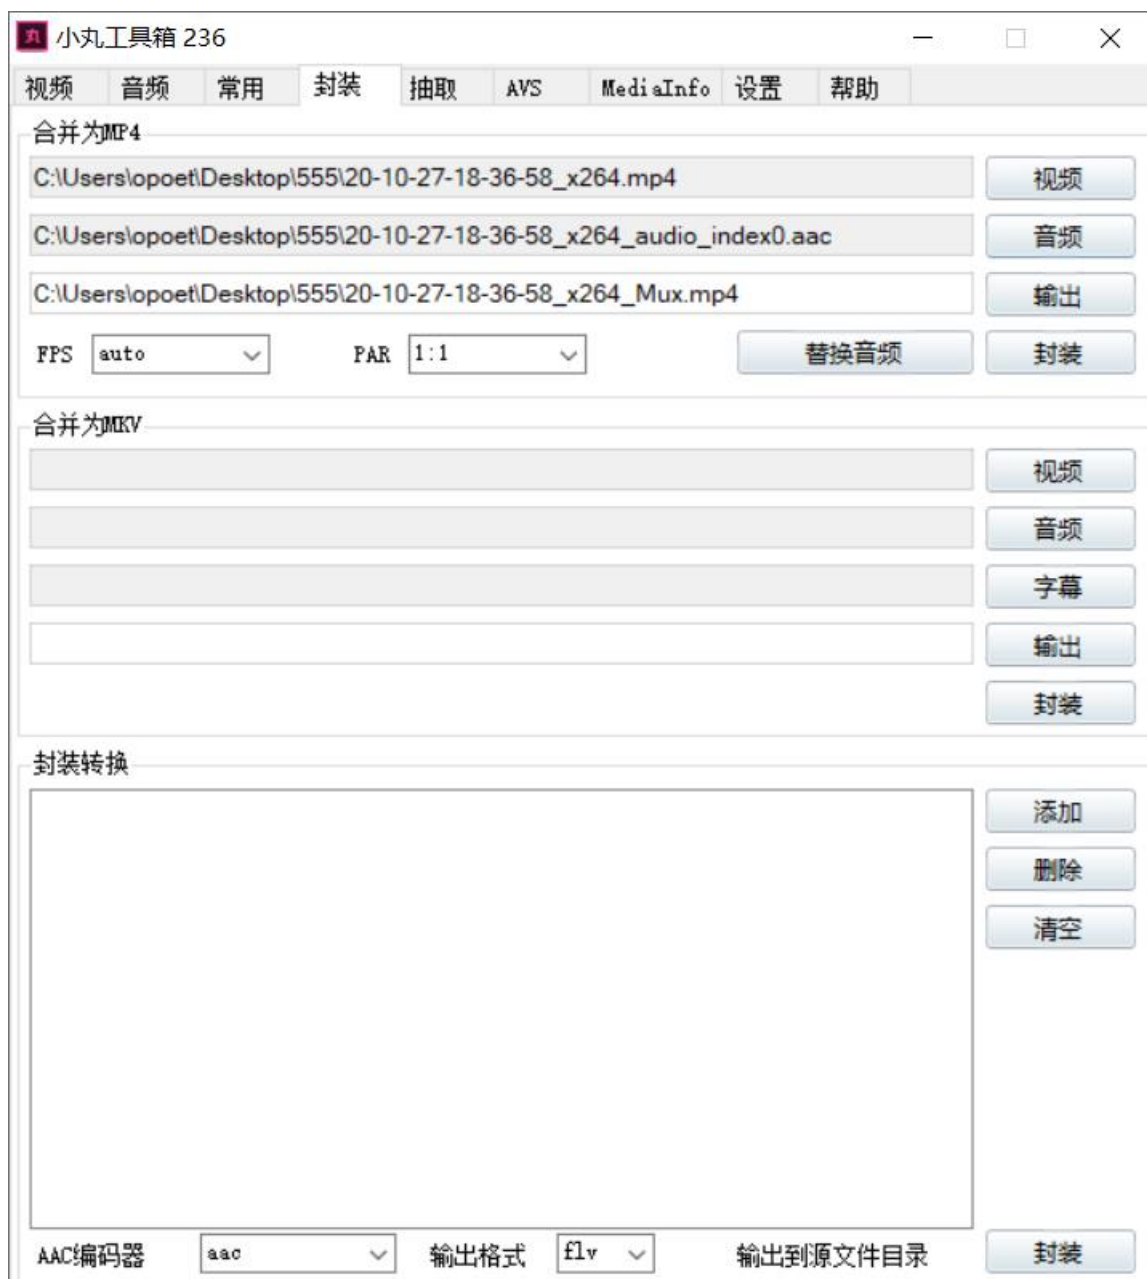 丸 小丸工具箱 236
视频 音频 常用 封装 抽取 AVS MediaInfo 设置 帮助
合并为MP4
C:\Users\opoet\Desktop\555\20-10-27-18-36-58_x264.mp4 视频
C:\Users\opoet\Desktop\555\20-10-27-18-36-58_x264_audio_index0.aac 音频
C:\Users\opoet\Desktop\555\20-10-27-18-36-58_x264_Mux.mp4 输出
FPS auto PAR 1:1 替换音频 封装
合并为MKV
视频
音频
字幕
输出
封装
封装转换
添加
删除
清空
AAC编码器 aac 输出格式 flv 输出到源文件目录 封装